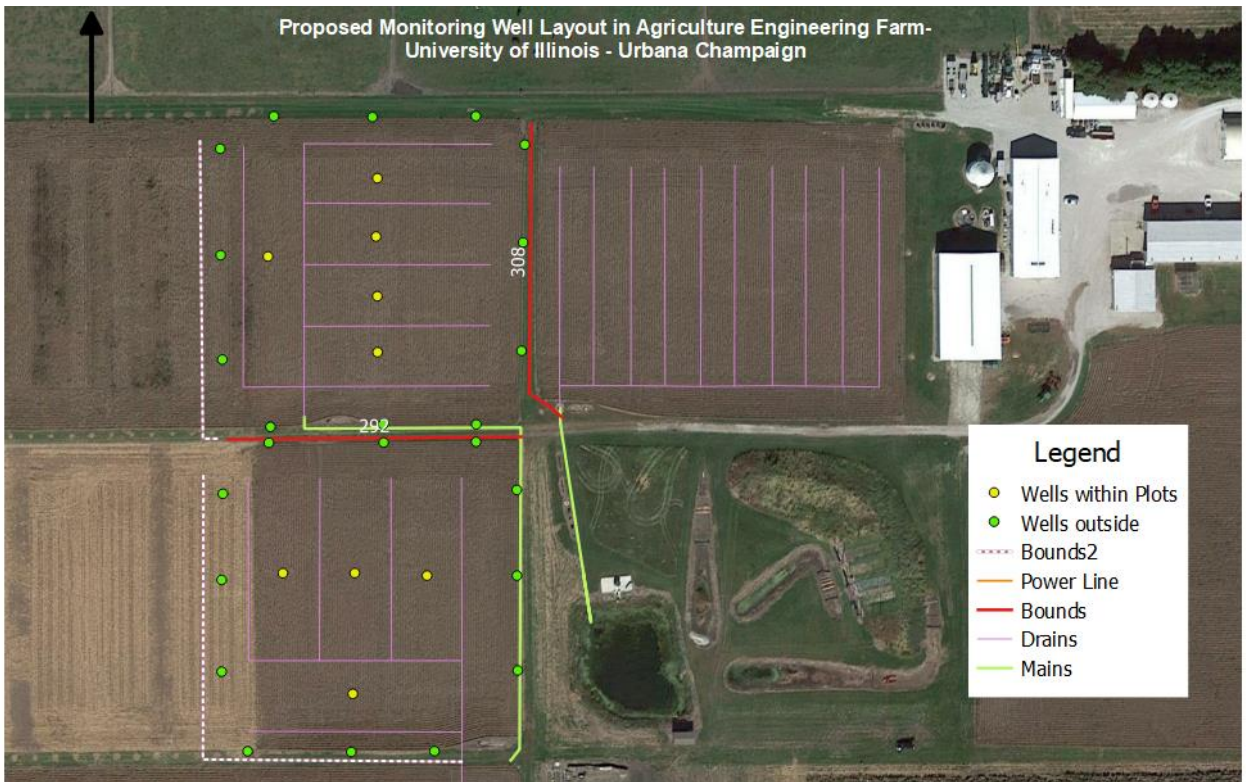 Proposed Monitoring Well Layout in Agriculture Engineering Farm-
University of Illinois - Urbana Champaign
308
292
Legend
Wells within Plots
Wells outside
Bounds2
Power Line
Bounds
Drains
Mains